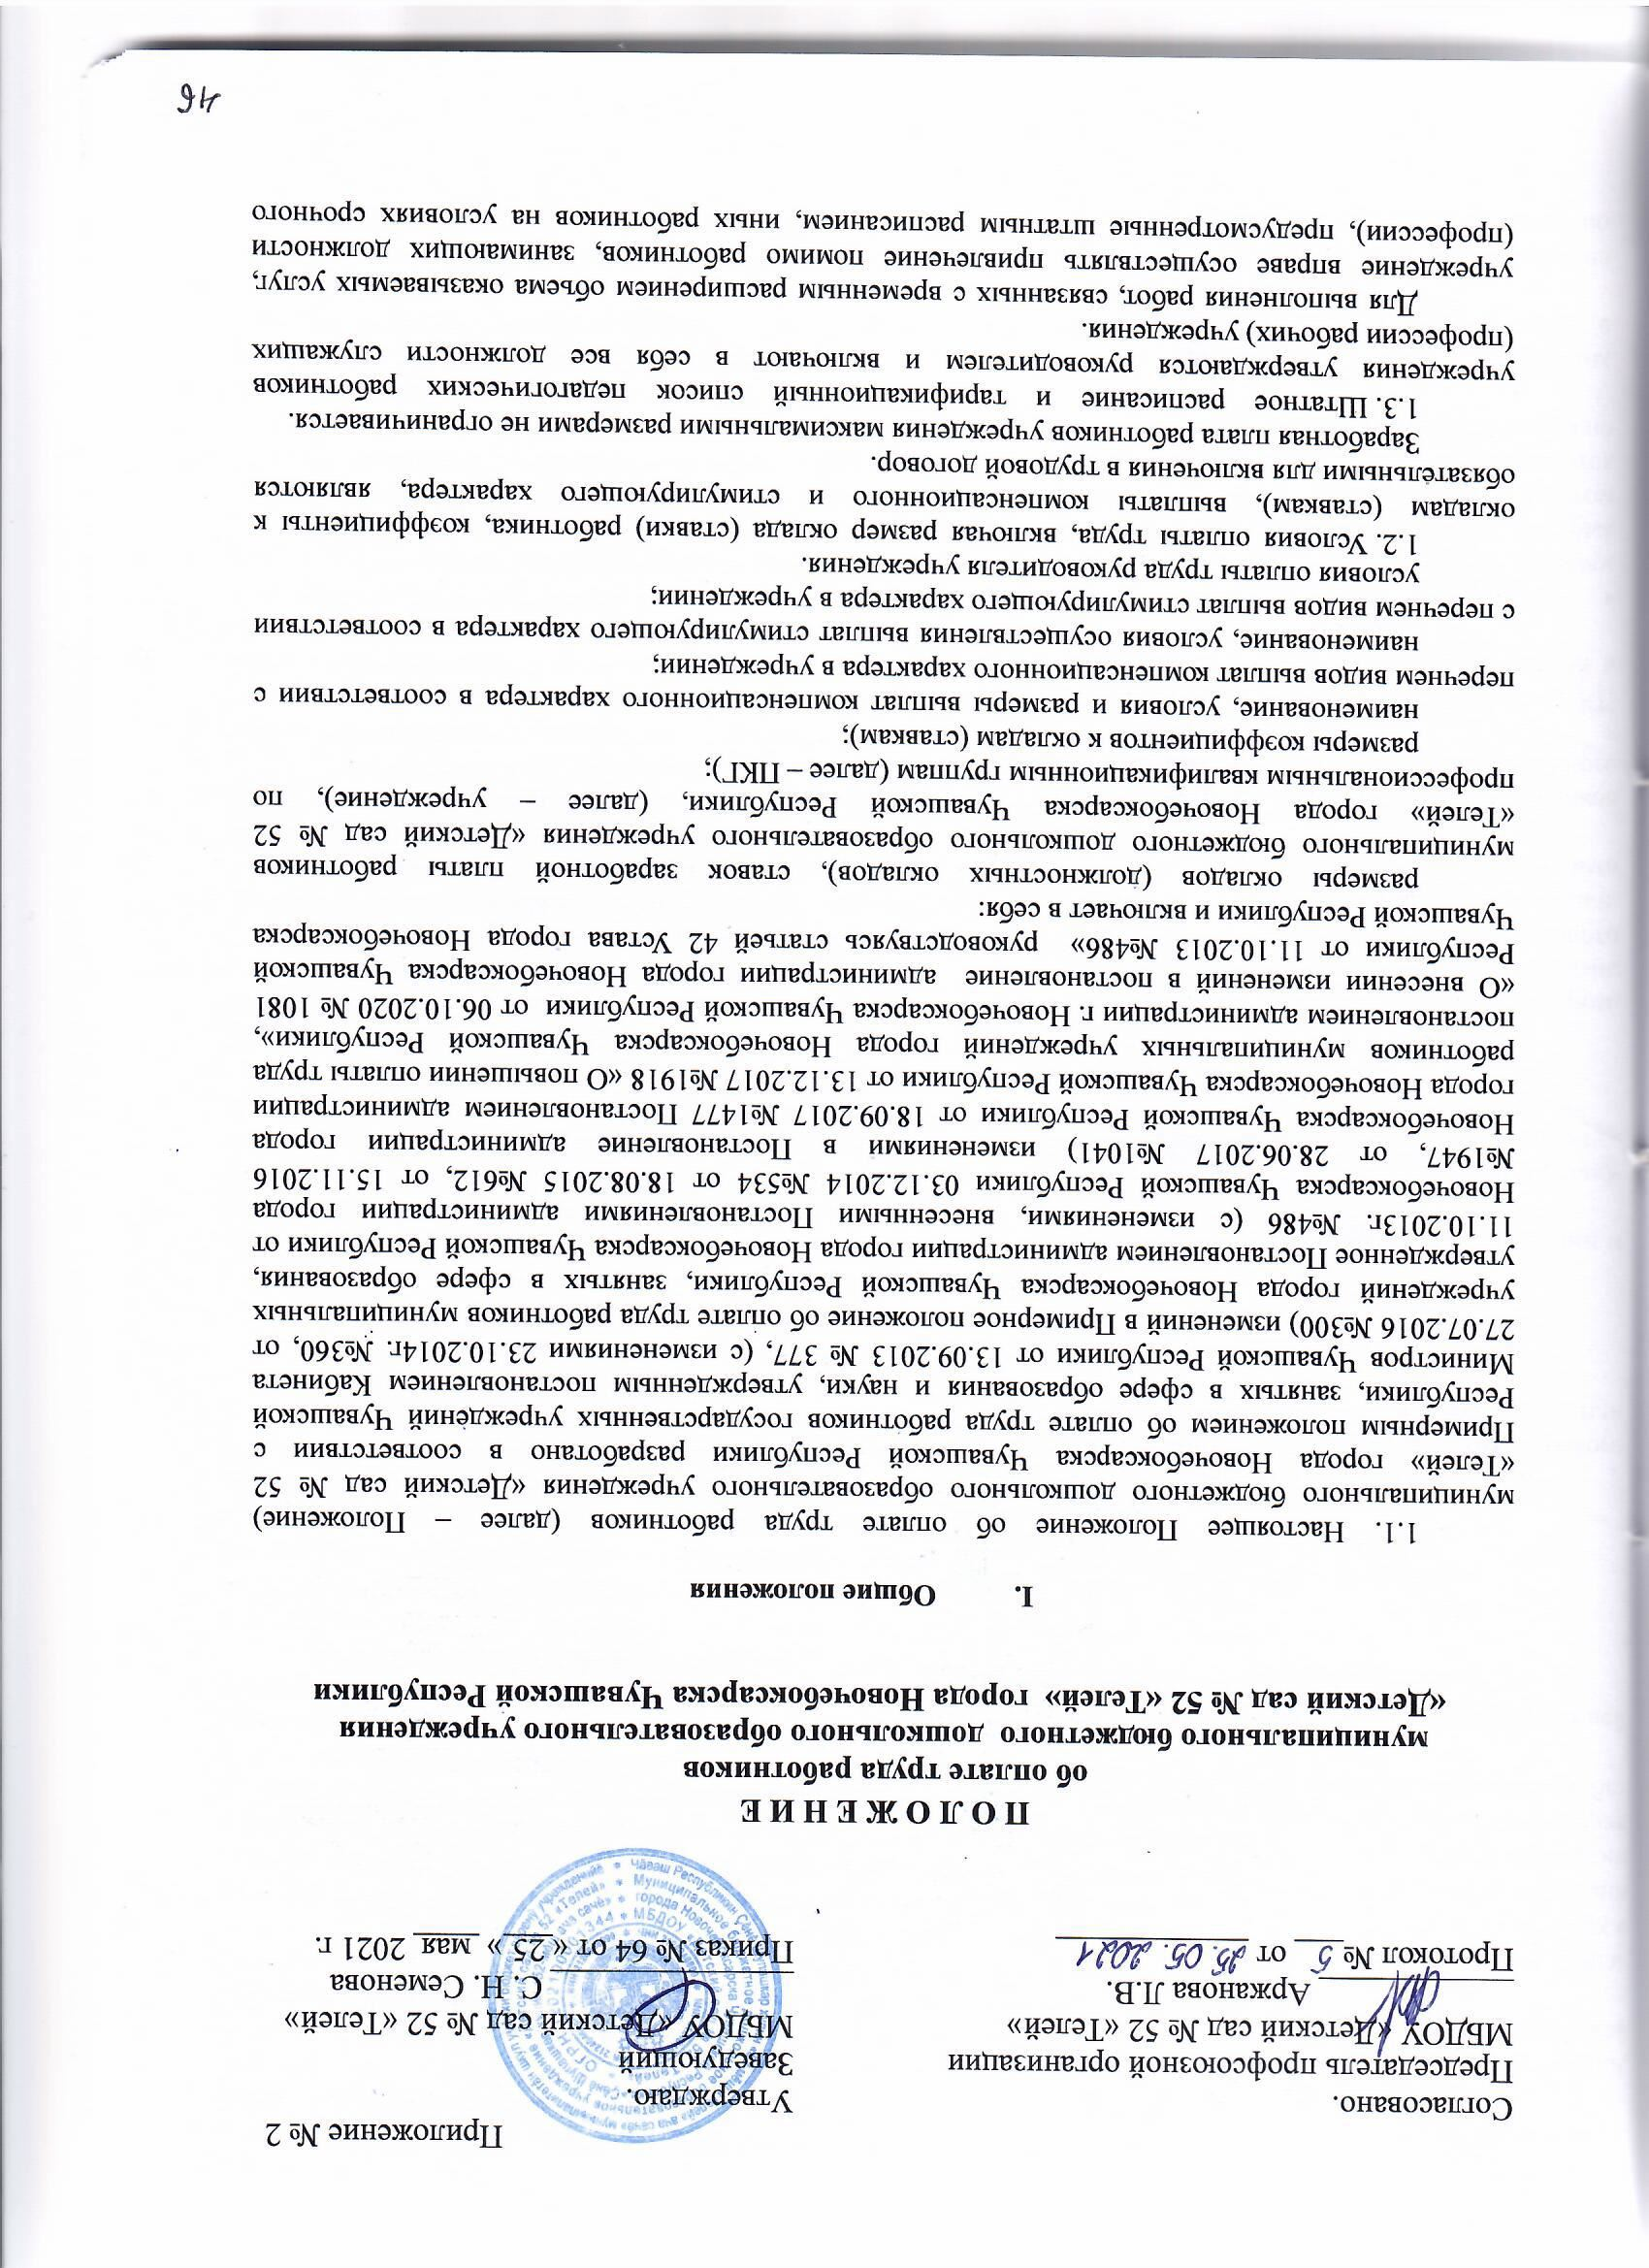 Приложение № 2
Согласовано.
Председатель профсоюзной организации
МБДОУ «Детский сад № 52 «Телей»
Аржанова Л.В.
Протокол № 5 от 25.05.2021
Утверждаю.
Заведующий
МБДОУ «Детский сад № 52 «Телей»
С. Н. Семенова
Приказ № 64 от « 25 » мая 2021 г.
П О Л О Ж Е Н И Е
об оплате труда работников
муниципального бюджетного дошкольного образовательного учреждения
«Детский сад № 52 «Телей» города Новочебоксарска Чувашской Республики
I. Общие положения
1.1. Настоящее Положение об оплате труда работников (далее – Положение)
муниципального бюджетного дошкольного образовательного учреждения «Детский сад № 52
«Телей» города Новочебоксарска Чувашской Республики разработано в соответствии с
Примерным положением об оплате труда работников государственных учреждений Чувашской
Республики, занятых в сфере образования и науки, утвержденным постановлением Кабинета
Министров Чувашской Республики от 13.09.2013 № 377, (с изменениями 23.10.2014г. №360, от
27.07.2016 №300) изменений в Примерное положение об оплате труда работников муниципальных
учреждений города Новочебоксарска Чувашской Республики, занятых в сфере образования,
утвержденное Постановлением администрации города Новочебоксарска Чувашской Республики от
11.10.2013г. №486 (с изменениями, внесенными Постановлениями администрации города
Новочебоксарска Чувашской Республики 03.12.2014 №534 от 18.08.2015 №612, от 15.11.2016
№1947, от 28.06.2017 №1041) изменениями в Постановление администрации города
Новочебоксарска Чувашской Республики от 18.09.2017 №1477 Постановлением администрации
города Новочебоксарска Чувашской Республики от 13.12.2017 №1918 «О повышении оплаты труда
работников муниципальных учреждений города Новочебоксарска Чувашской Республики»,
постановлением администрации г. Новочебоксарска Чувашской Республики от 06.10.2020 № 1081
«О внесении изменений в постановление администрации города Новочебоксарска Чувашской
Республики от 11.10.2013 №486» руководствуясь статьей 42 Устава города Новочебоксарска
Чувашской Республики и включает в себя:
размеры окладов (должностных окладов), ставок заработной платы работников
муниципального бюджетного дошкольного образовательного учреждения «Детский сад № 52
«Телей» города Новочебоксарска Чувашской Республики, (далее – учреждение), по
профессиональным квалификационным группам (далее – ПКГ);
размеры коэффициентов к окладам (ставкам);
наименование, условия и размеры выплат компенсационного характера в соответствии с
перечнем видов выплат компенсационного характера в учреждении;
наименование, условия осуществления выплат стимулирующего характера в соответствии
с перечнем видов выплат стимулирующего характера в учреждении;
условия оплаты труда руководителя учреждения.
1.2. Условия оплаты труда, включая размер оклада (ставки) работника, коэффициенты к
окладам (ставкам), выплаты компенсационного и стимулирующего характера, являются
обязательными для включения в трудовой договор.
Заработная плата работников учреждения максимальными размерами не ограничивается.
1.3. Штатное расписание и тарификационный список педагогических работников
учреждения утверждаются руководителем и включают в себя все должности служащих
(профессии рабочих) учреждения.
Для выполнения работ, связанных с временным расширением объема оказываемых услуг,
учреждение вправе осуществлять привлечение помимо работников, занимающих должности
(профессии), предусмотренные штатным расписанием, иных работников на условиях срочного
46